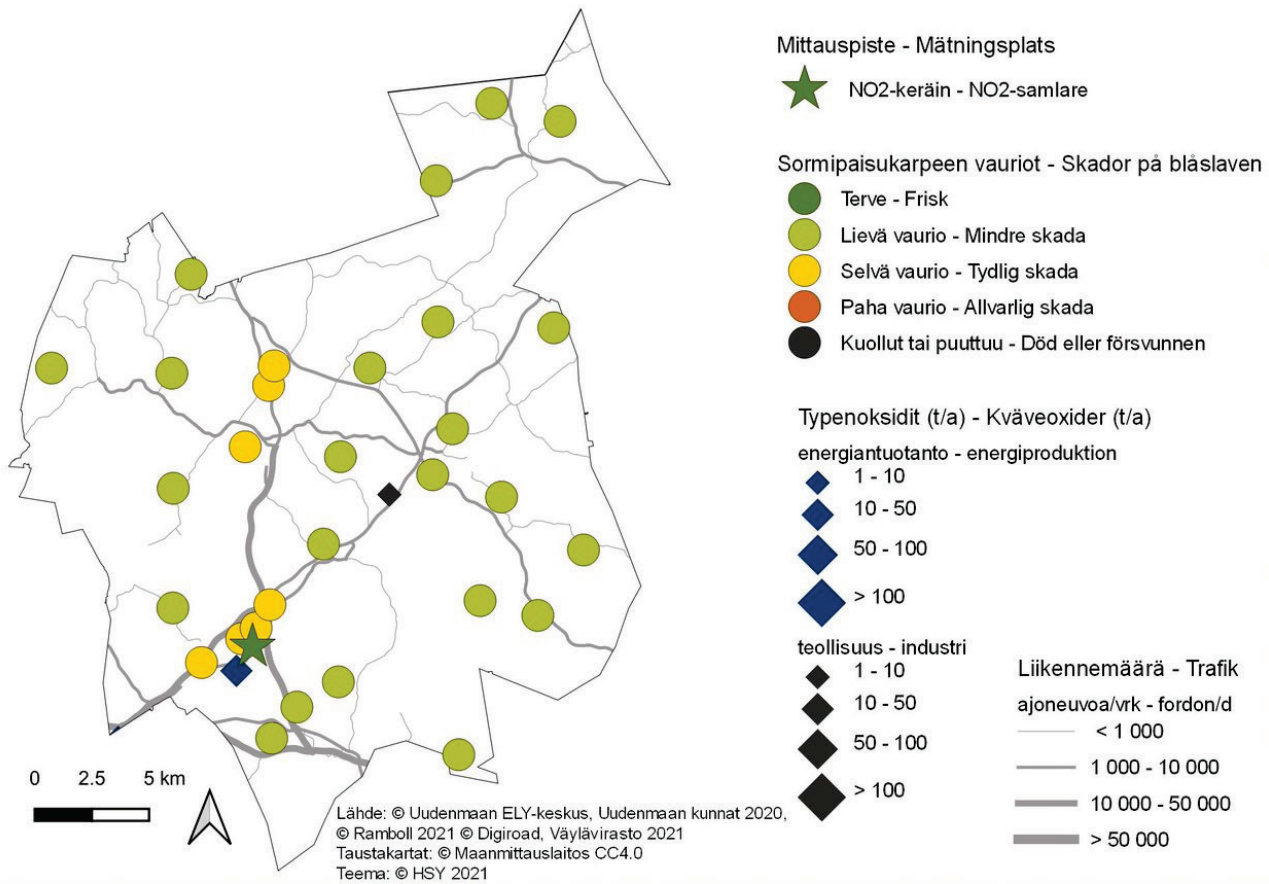 Mittauspiste - Mätningsplats
NO2-keräin - NO2-samlare
Sormipaisukarpeen vauriot - Skador på blåslaven
Terve - Frisk
Lievä vaurio - Mindre skada
Selvä vaurio - Tydlig skada
Paha vaurio - Allvarlig skada
Kuollut tai puuttuu - Död eller försvunnen
Typenoksidit (t/a) - Kväveoxider (t/a)
energiantuotanto - energiproduktion
1 - 10
10 - 50
50 - 100
> 100
teollisuus - industri
1 - 10
10 - 50
50 - 100
> 100
Liikennemäärä - Trafik
ajoneuvoa/vrk - fordon/d
< 1 000
1 000 - 10 000
10 000 - 50 000
> 50 000
0 2.5 5 km
Lähde: © Uudenmaan ELY-keskus, Uudenmaan kunnat 2020,
© Ramboll 2021 © Digiroad, Väylävirasto 2021
Taustakartat: © Maanmittauslaitos CC4.0
Teema: © HSY 2021